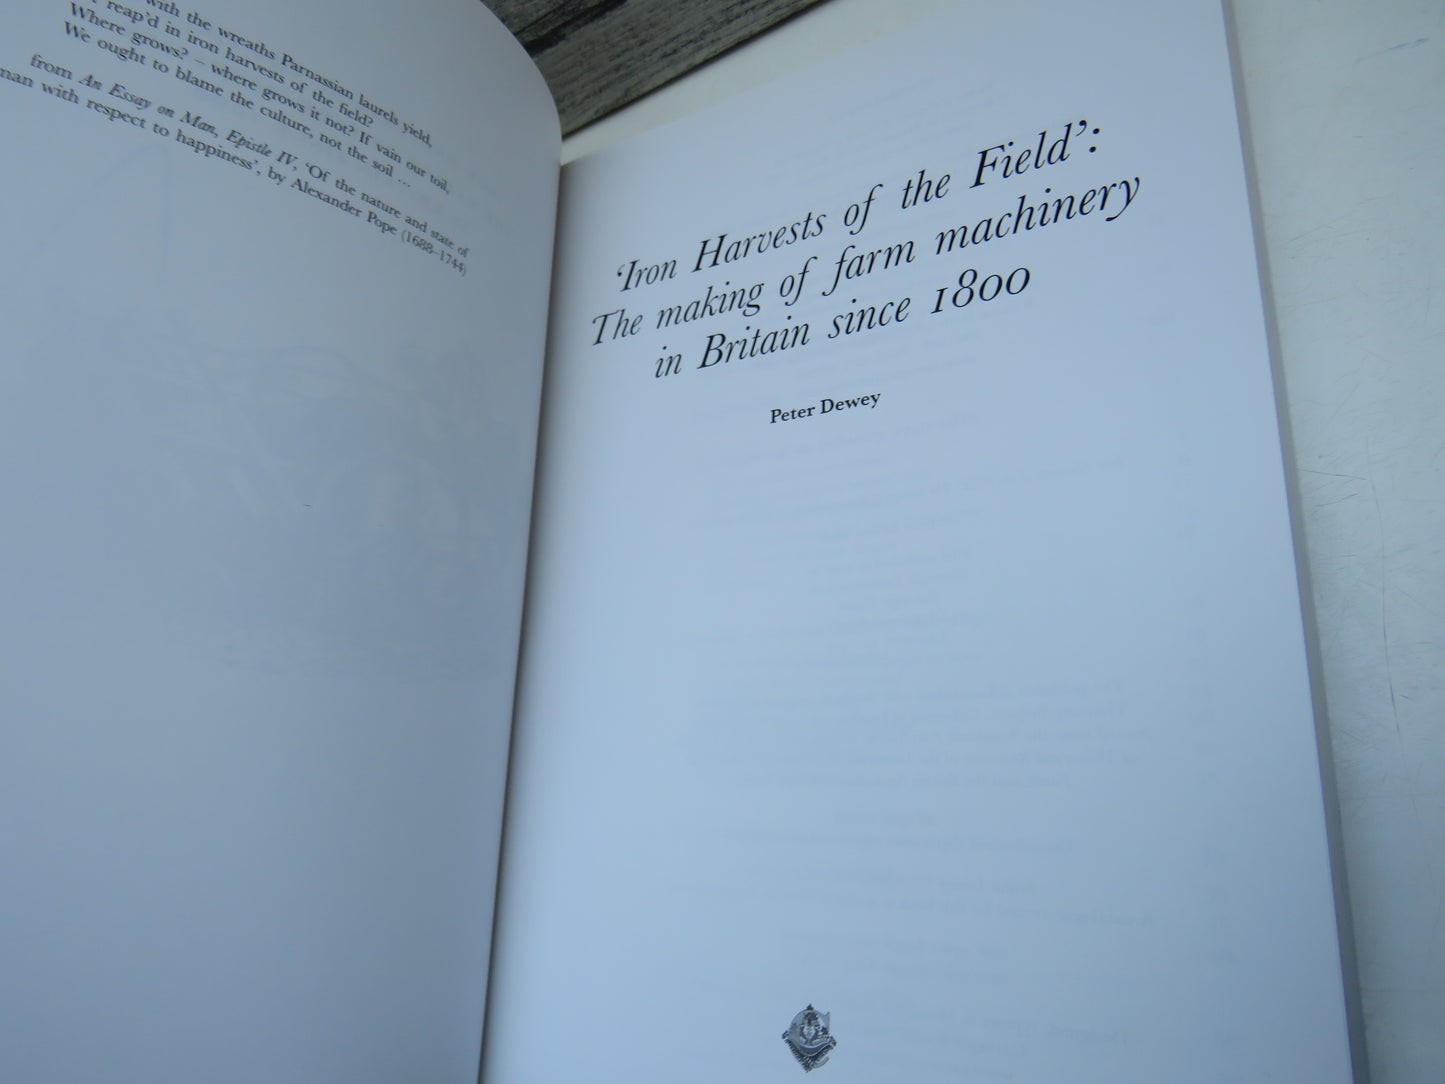 with the wreaths Parnassian laurels yield,
reap'd in iron harvests of the field?
Where grows? – where grows it not? If vain our toil,
We ought to blame the culture, not the soil ...
from An Essay on Man, Epistle IV, 'Of the nature and state of
man with respect to happiness', by Alexander Pope (1688–1744)
'Iron Harvests of the Field':
The making of farm machinery
in Britain since 1800
Peter Dewey